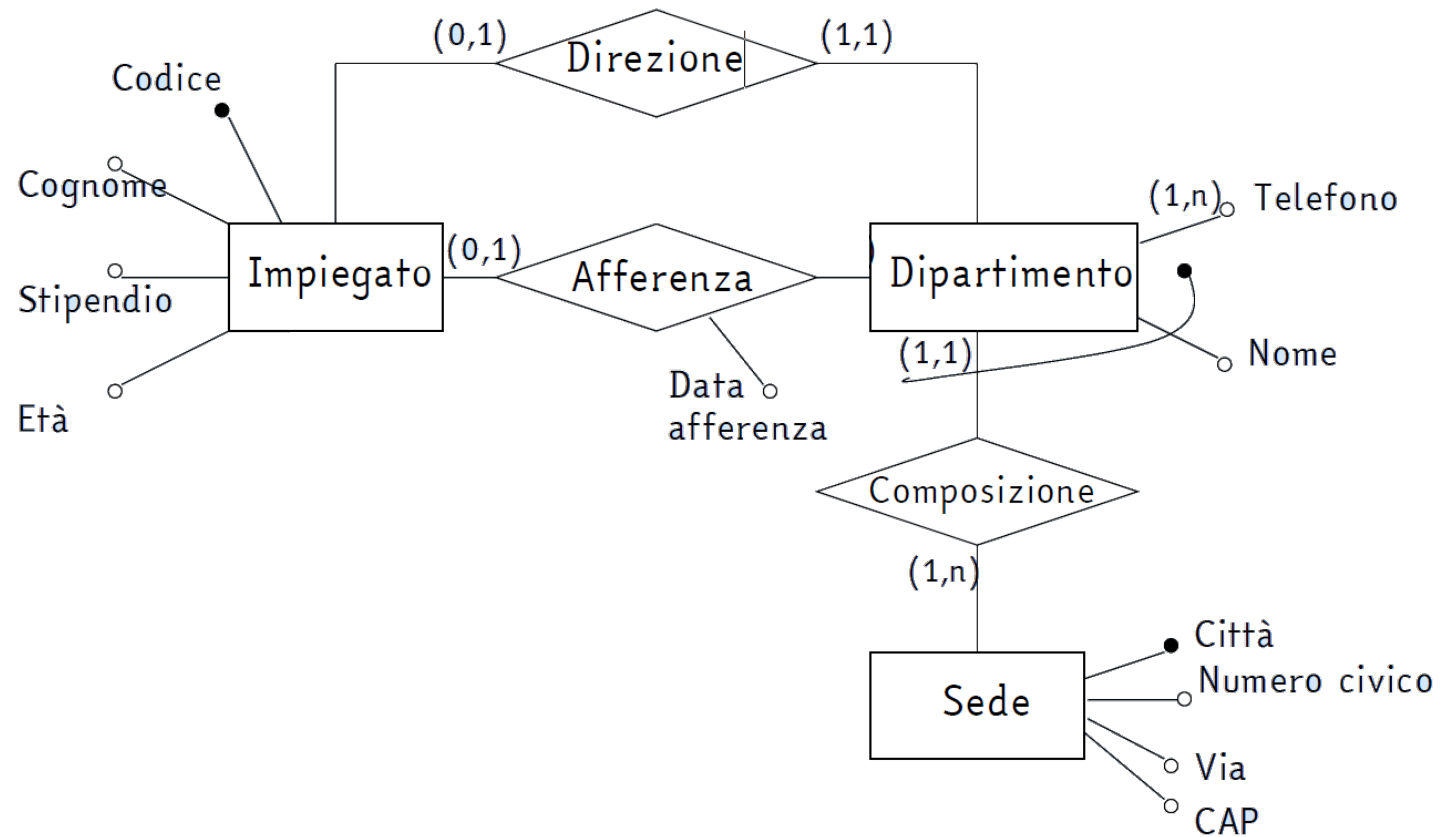 (0,1)
Direzione
(1,1)
Codice
Cognome
(1,n)
Telefono
(0,1)
Impiegato
Afferenza
)
Dipartimento
Stipendio
(1,1)
Nome
Data
afferenza
Età
Composizione
(1,n)
Città
Numero civico
Sede
Via
CAP